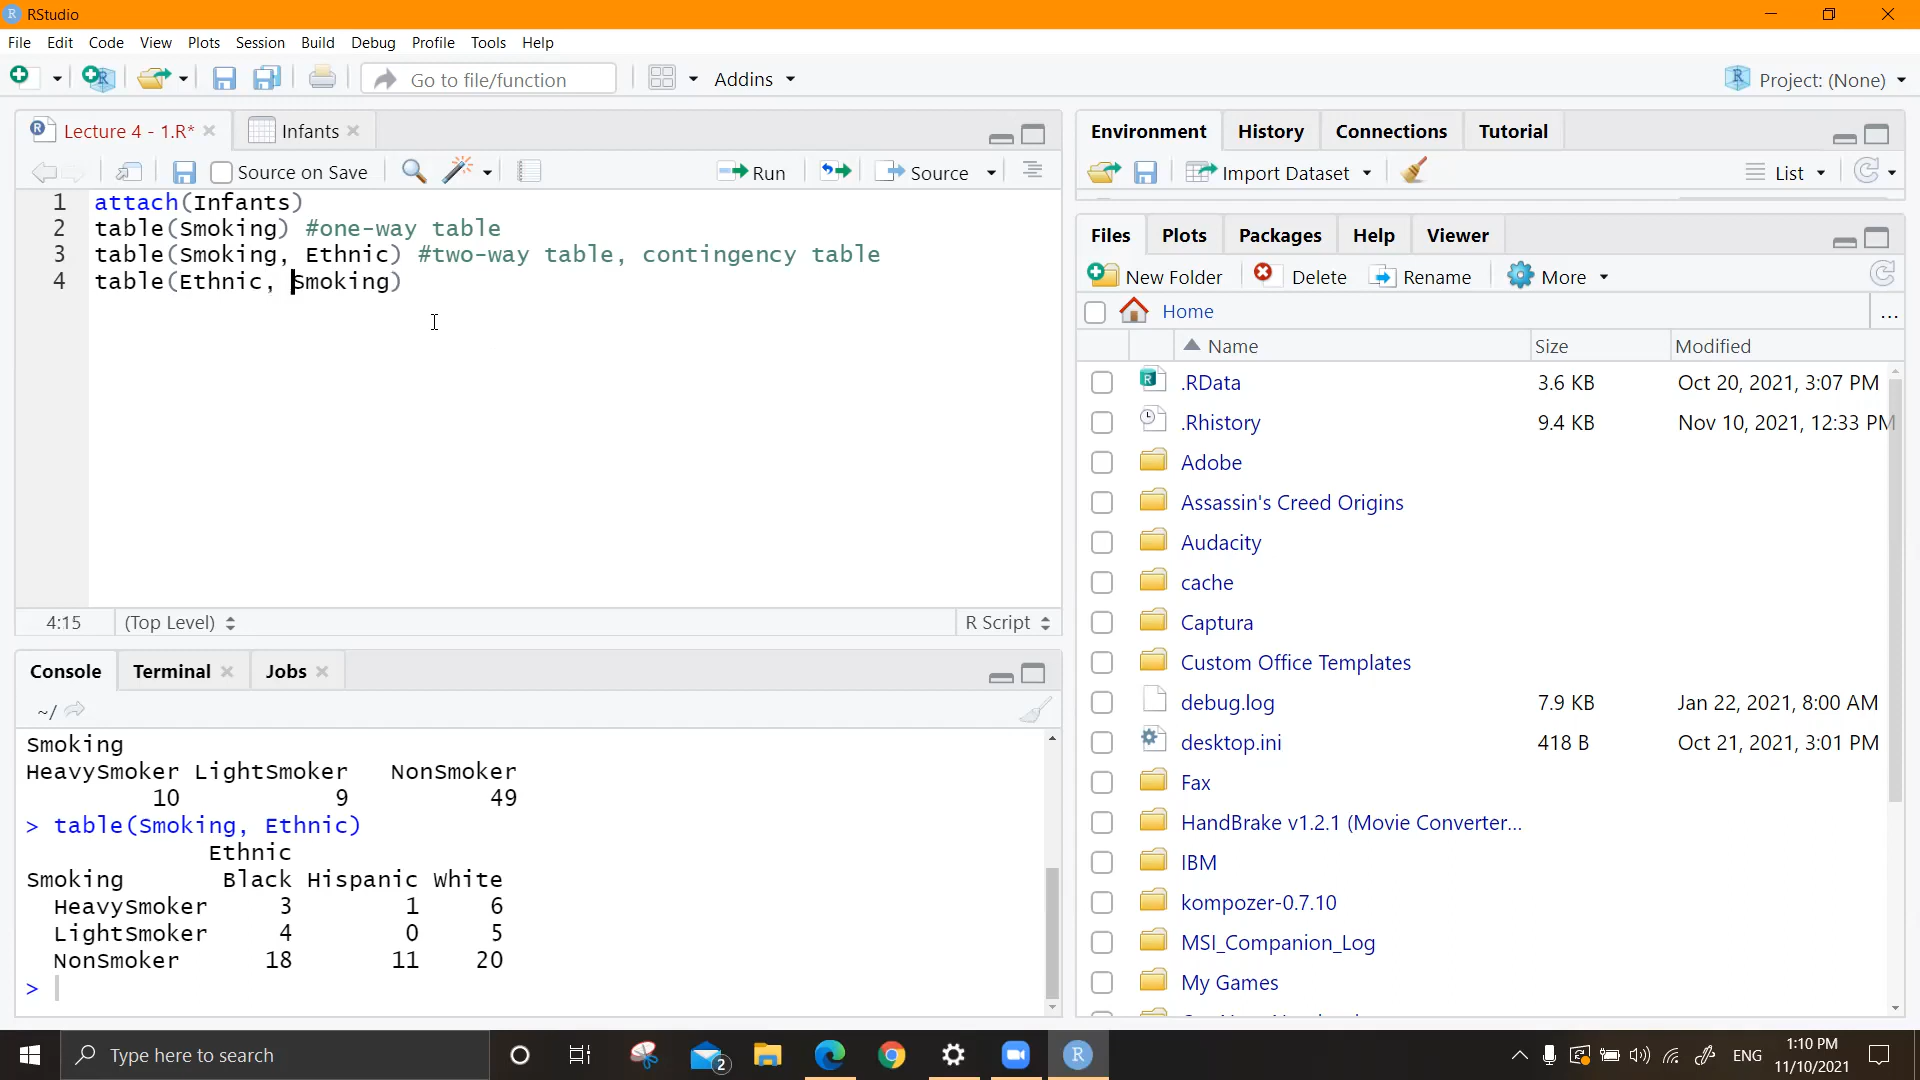 RStudio
File Edit Code View Plots Session Build Debug Profile Tools Help
Go to file/function
Addins
Project: (None)
Lecture 4 - 1.R*
Infants
Source on Save
Run
Source
1 attach(Infants)
2 table(Smoking) #one-way table
3 table(Smoking, Ethnic) #two-way table, contingency table
4 table(Ethnic, Smoking)
4:15 (Top Level) R Script
Console Terminal Jobs
~/
Smoking
HeavySmoker LightSmoker NonSmoker
10 9 49
> table(Smoking, Ethnic)
Ethnic
Smoking Black Hispanic White
HeavySmoker 3 1 6
LightSmoker 4 0 5
NonSmoker 18 11 20
>
Environment History Connections Tutorial
Import Dataset
List
Files Plots Packages Help Viewer
New Folder Delete Rename More
Home ...
Name Size Modified
.RData 3.6 KB Oct 20, 2021, 3:07 PM
.Rhistory 9.4 KB Nov 10, 2021, 12:33 PM
Adobe
Assassin's Creed Origins
Audacity
cache
Captura
Custom Office Templates
debug.log 7.9 KB Jan 22, 2021, 8:00 AM
desktop.ini 418 B Oct 21, 2021, 3:01 PM
Fax
HandBrake v1.2.1 (Movie Converter...
IBM
kompozer-0.7.10
MSI_Companion_Log
My Games
Type here to search
2
ENG
1:10 PM
11/10/2021